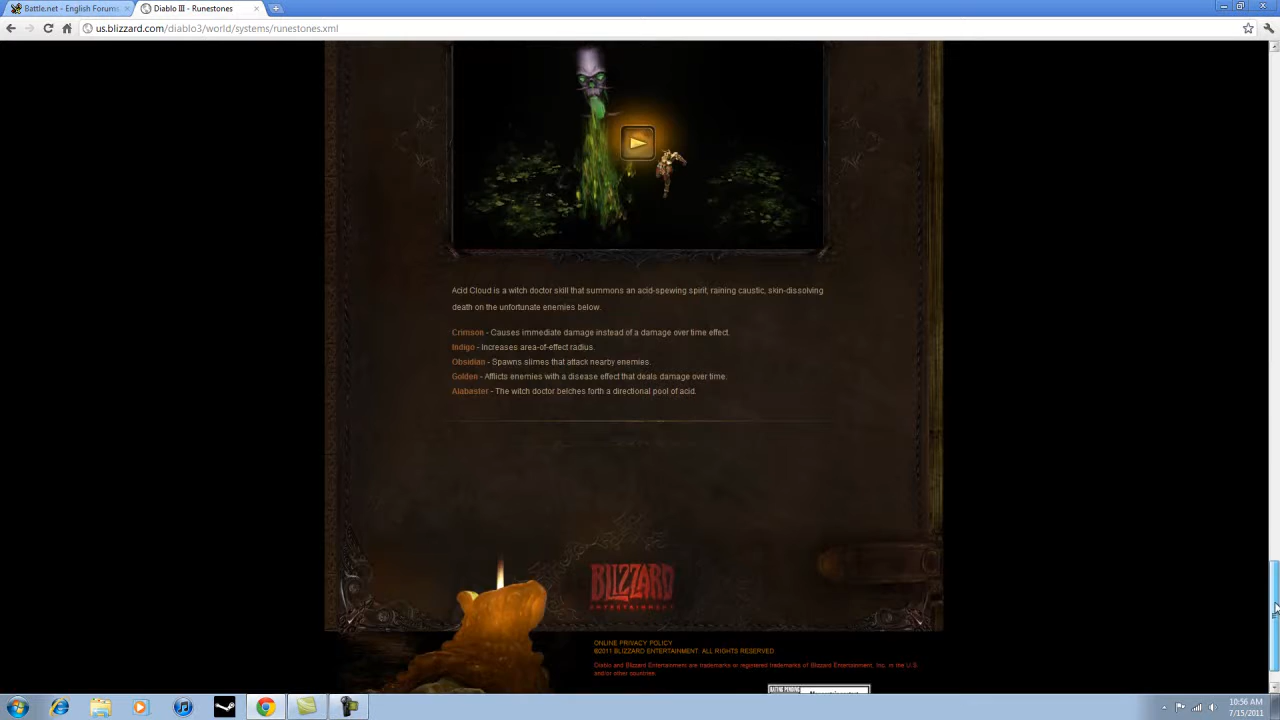 Battle.net - English Forums
Diablo III - Runestones
us.blizzard.com/diablo3/world/systems/runestones.xml
Acid Cloud is a witch doctor skill that summons an acid-spewing spirit, raining caustic, skin-dissolving
death on the unfortunate enemies below.
Crimson - Causes immediate damage instead of a damage over time effect.
Indigo - Increases area-of-effect radius.
Obsidian - Spawns slimes that attack nearby enemies.
Golden - Afflicts enemies with a disease effect that deals damage over time.
Alabaster - The witch doctor belches forth a directional pool of acid.
BLIZZARD
ENTERTAINMENT
ONLINE PRIVACY POLICY
©2011 BLIZZARD ENTERTAINMENT ALL RIGHTS RESERVED
Diablo and Blizzard Entertainment are trademarks or registered trademarks of Blizzard Entertainment, Inc. in the U.S.
and/or other countries.
RATING PENDING
10:56 AM
7/15/2011